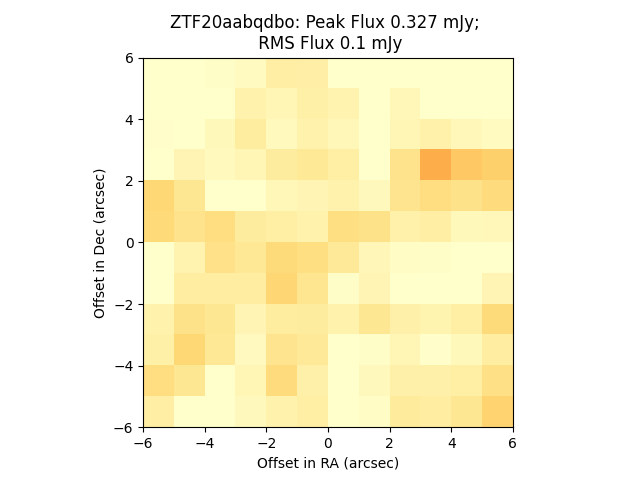 ZTF20aabqdbo: Peak Flux 0.327 mJy;
RMS Flux 0.1 mJy
6
4
2
0
−2
−4
−6
Offset in Dec (arcsec)
−6 −4 −2 0 2 4 6
Offset in RA (arcsec)